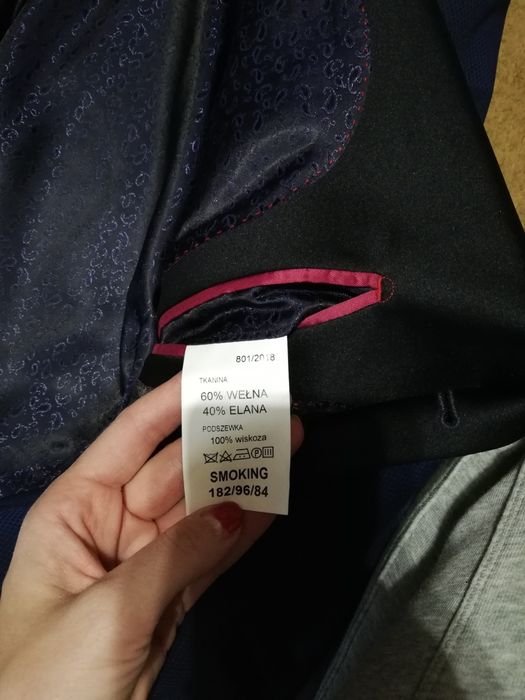 801/2018
TKANINA
60% WEŁNA
40% ELANA
PODSZEWKA
100% wiskoza
SMOKING
182/96/84